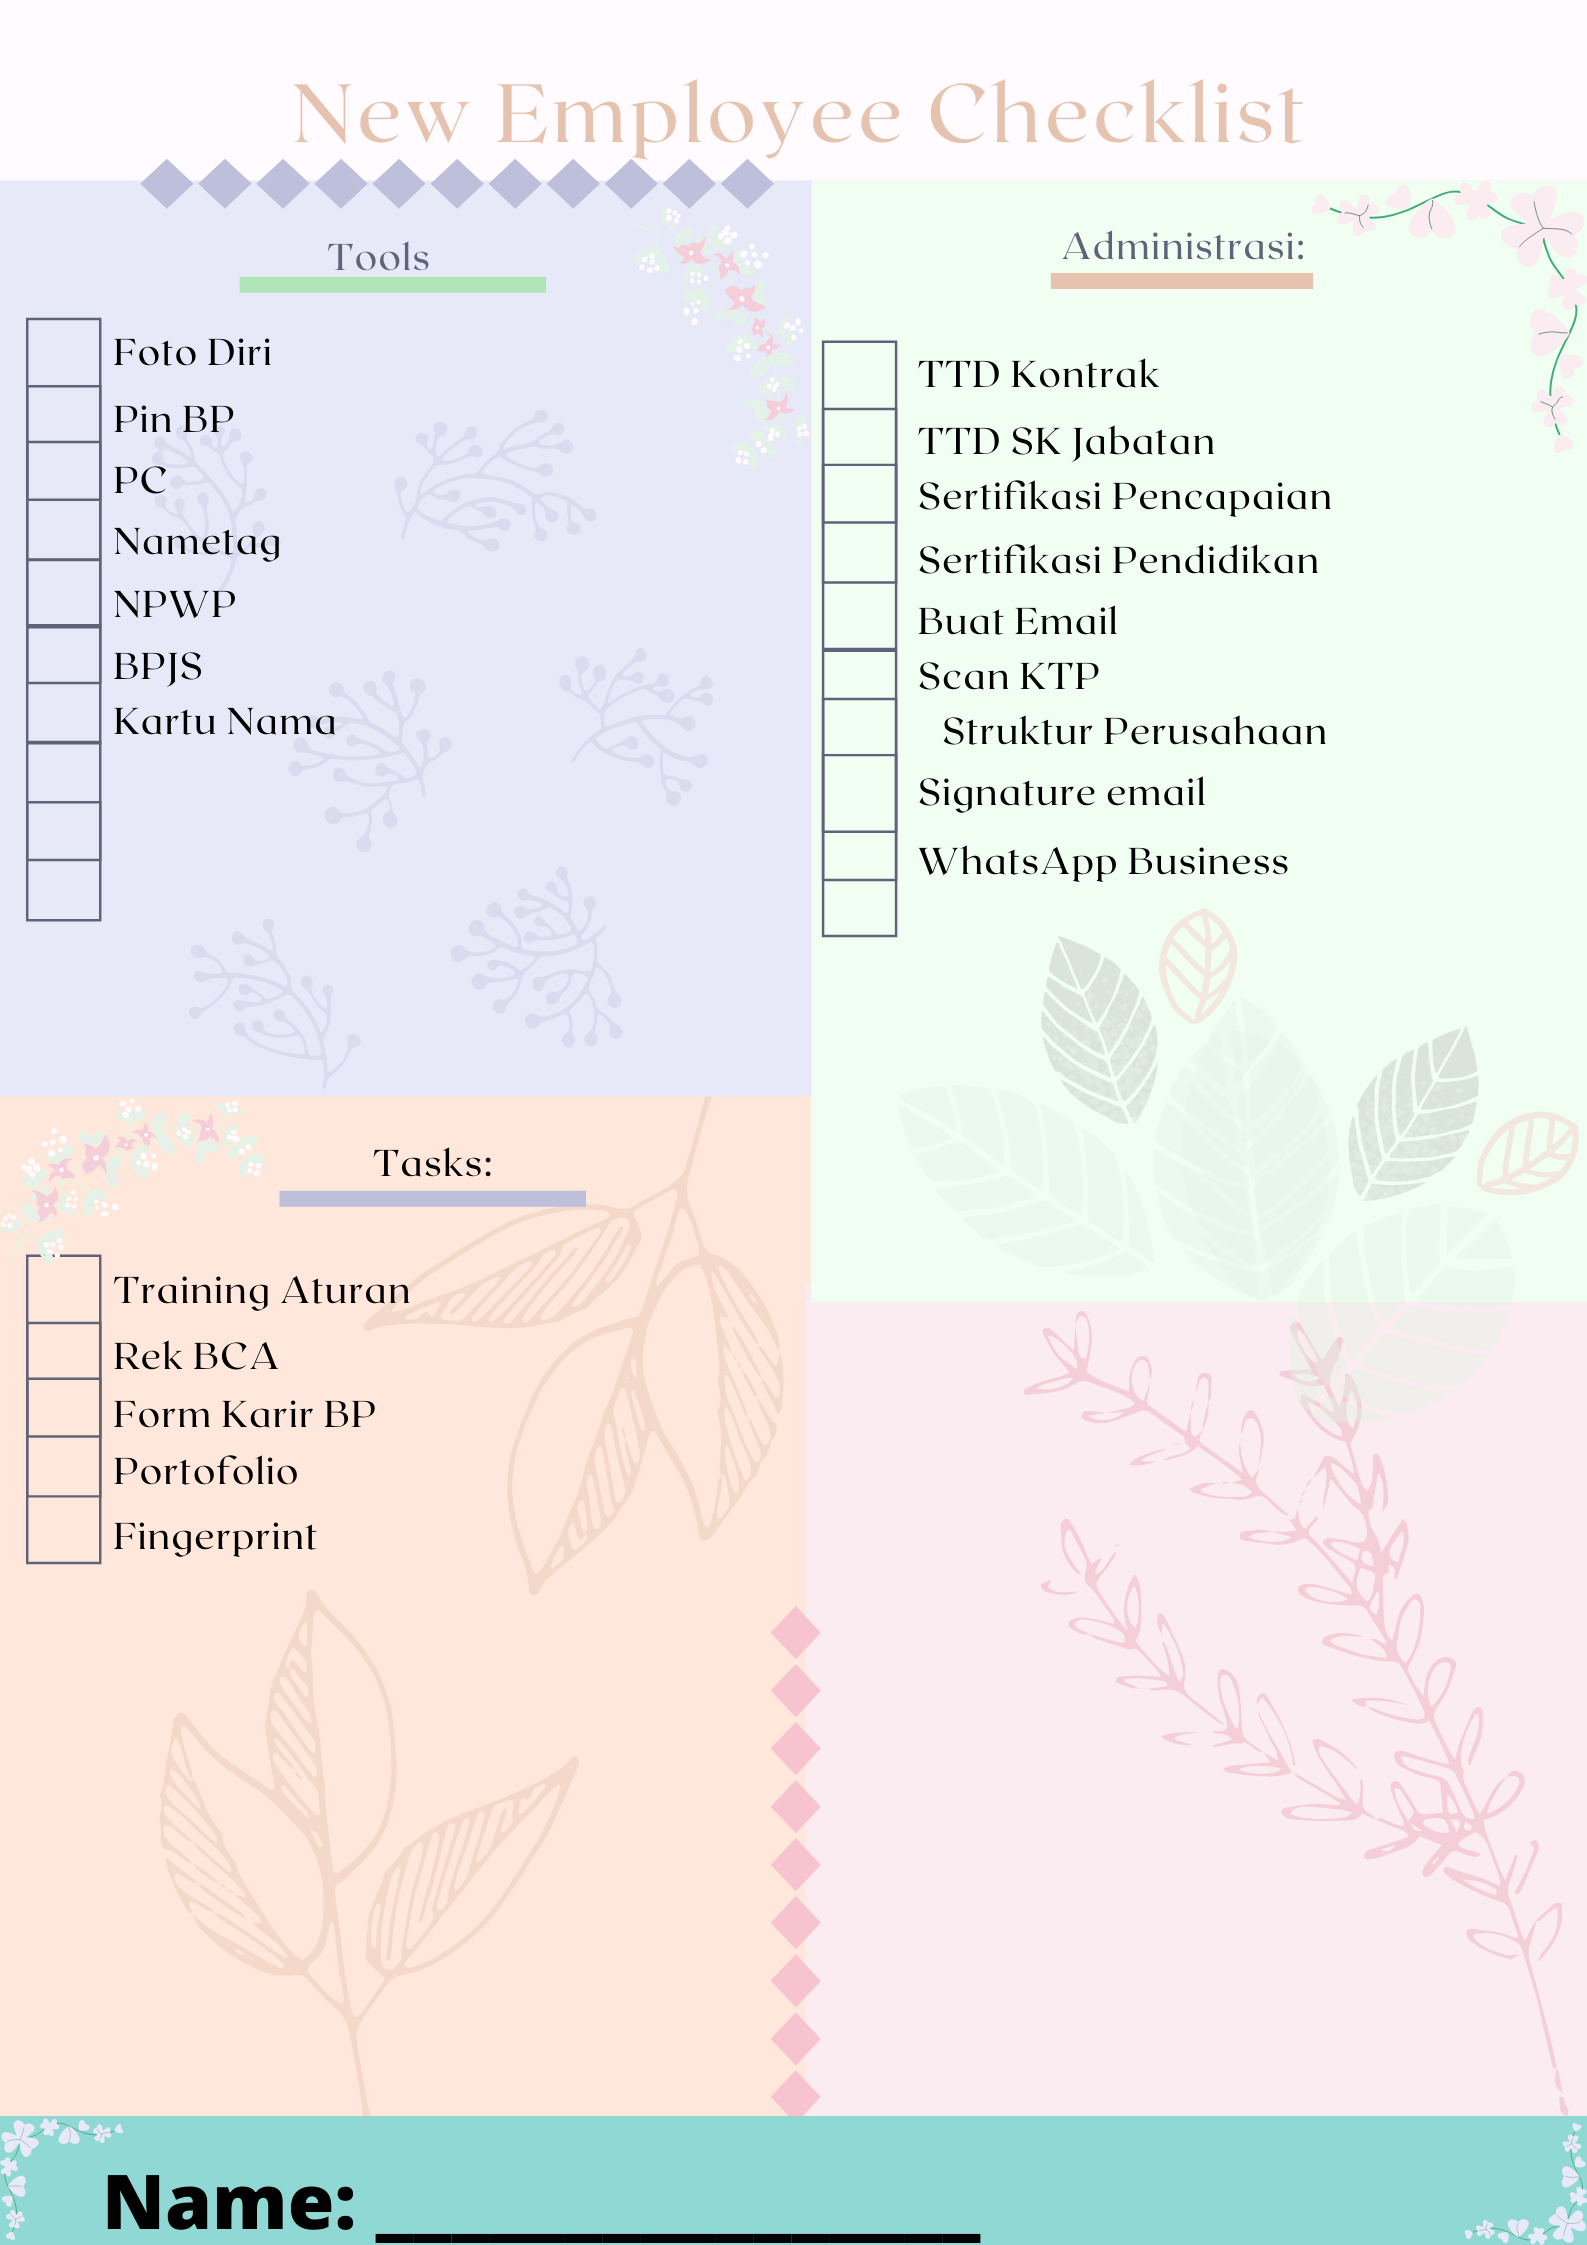 New Employee Checklist
Tools
Foto Diri
Pin BP
PC
Nametag
NPWP
BPJS
Kartu Nama
Administrasi:
TTD Kontrak
TTD SK Jabatan
Sertifikasi Pencapaian
Sertifikasi Pendidikan
Buat Email
Scan KTP
Struktur Perusahaan
Signature email
WhatsApp Business
Tasks:
Training Aturan
Rek BCA
Form Karir BP
Portofolio
Fingerprint
Name: ________________